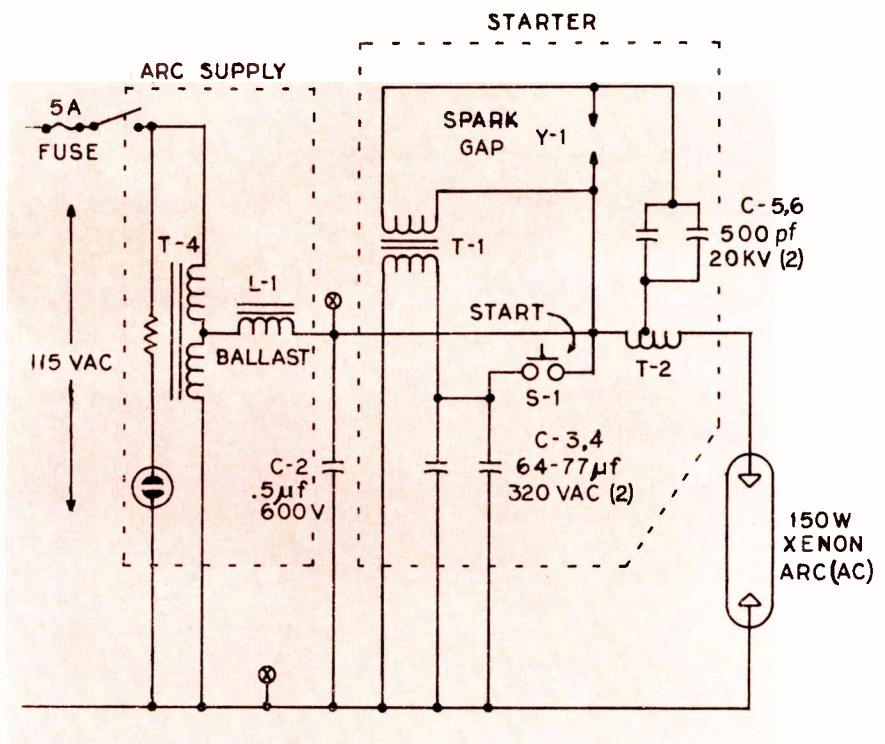 STARTER
ARC SUPPLY
5A
FUSE
SPARK
GAP
Y-1
C-5,6
500 pf
20KV (2)
T-4
T-1
L-1
START
115 VAC
BALLAST
T-2
S-1
C-2
.5µf
600V
C-3,4
64-77µf
320 VAC (2)
150W
XENON
ARC(AC)